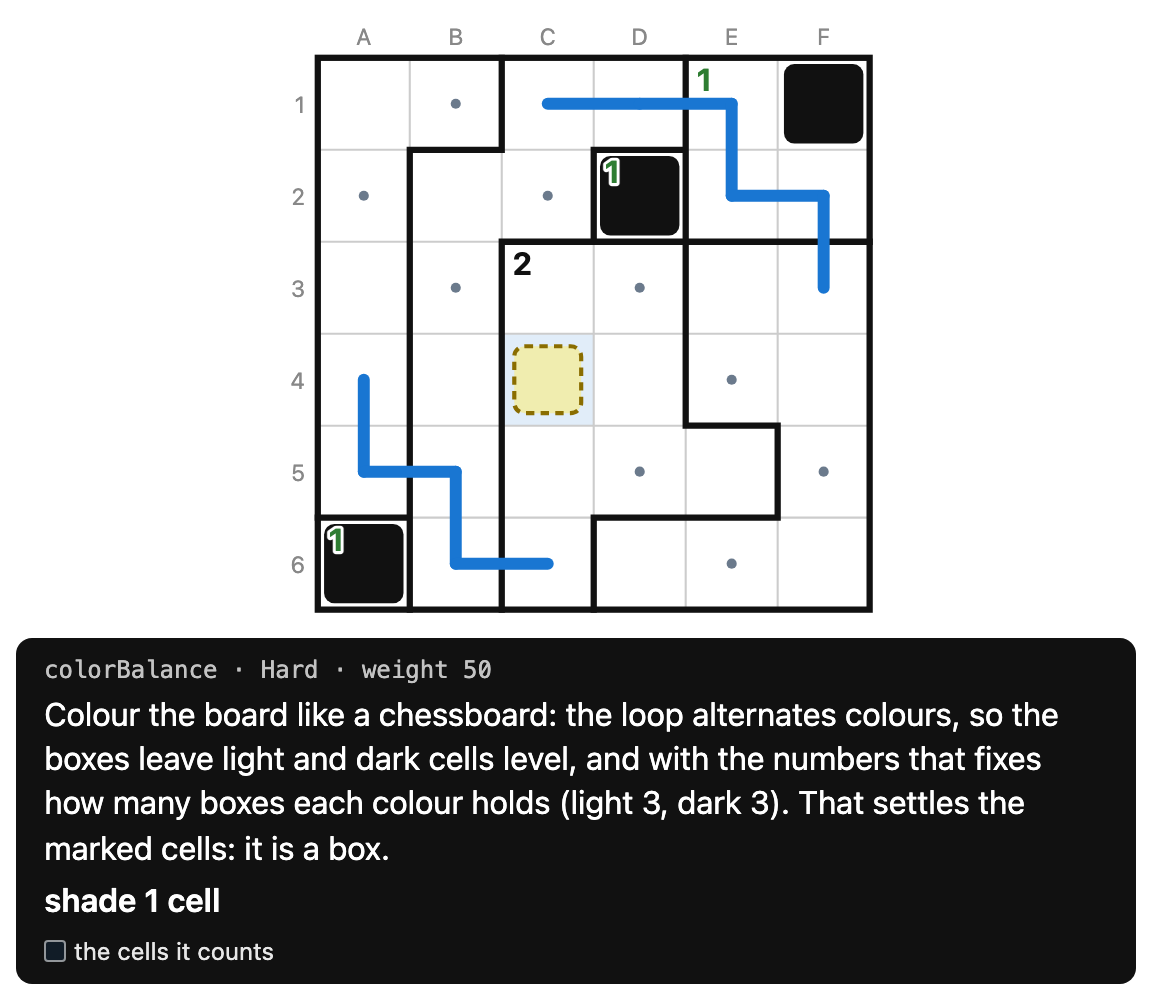 A B C D E F
1 1
2 1
3 2
4
5
6 1
colorBalance · Hard · weight 50
Colour the board like a chessboard: the loop alternates colours, so the
boxes leave light and dark cells level, and with the numbers that fixes
how many boxes each colour holds (light 3, dark 3). That settles the
marked cells: it is a box.
shade 1 cell
the cells it counts